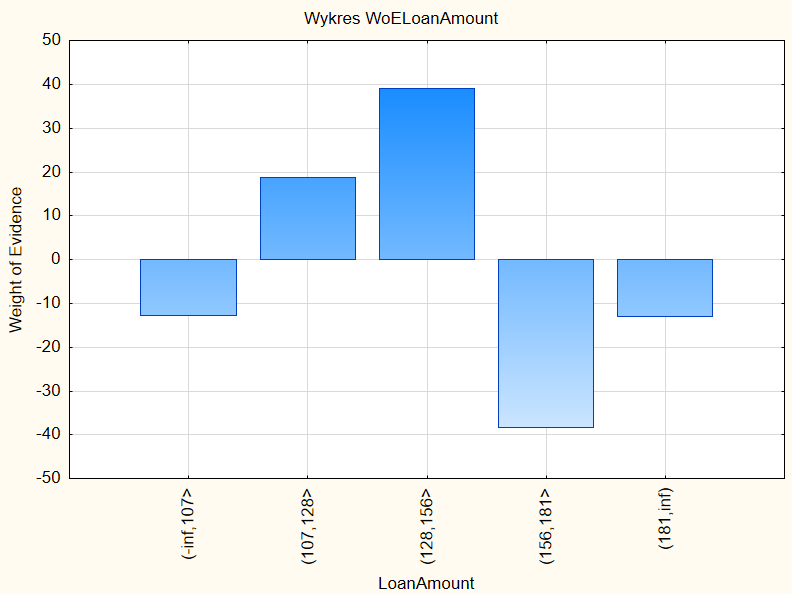 Wykres WoELoanAmount
50
40
30
20
10
0
-10
-20
-30
-40
-50
Weight of Evidence
(-inf,107>
(107,128>
(128,156>
(156,181>
(181,inf)
LoanAmount